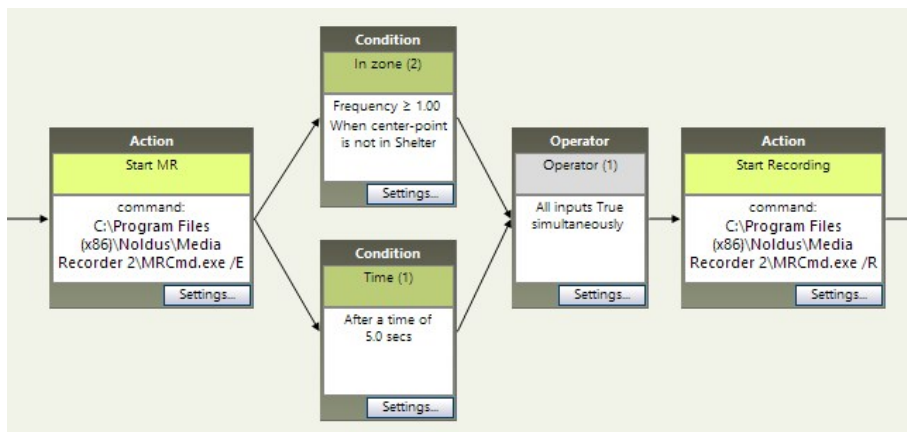 Action
Start MR
command:
C:\Program Files
(x86)\Noldus\Media
Recorder 2\MRCmd.exe /E
Settings...
Condition
In zone (2)
Frequency ≥ 1.00
When center-point
is not in Shelter
Settings...
Condition
Time (1)
After a time of
5.0 secs
Settings...
Operator
Operator (1)
All inputs True
simultaneously
Settings...
Action
Start Recording
command:
C:\Program Files
(x86)\Noldus\Media
Recorder 2\MRCmd.exe /R
Settings...